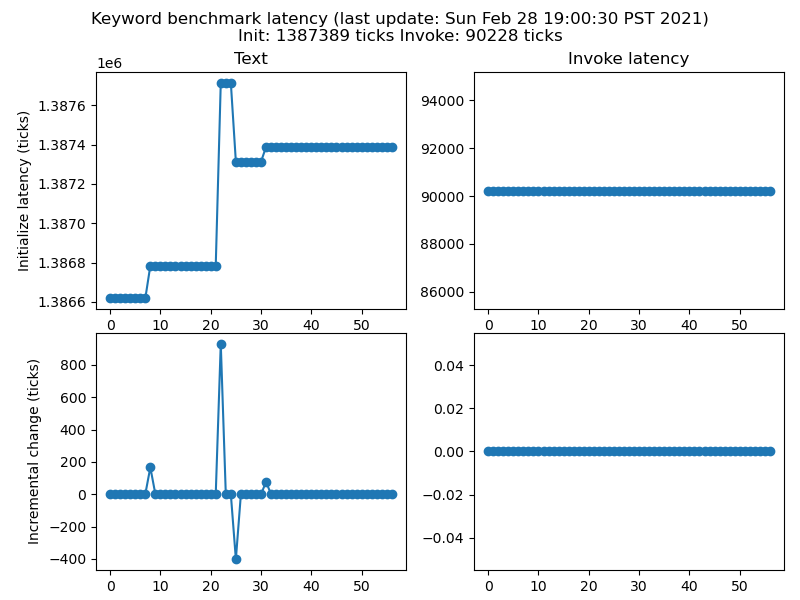 Keyword benchmark latency (last update: Sun Feb 28 19:00:30 PST 2021)
Init: 1387389 ticks Invoke: 90228 ticks
Text
1e6
Initialize latency (ticks)
1.3876
1.3874
1.3872
1.3870
1.3868
1.3866
0 10 20 30 40 50
Invoke latency
94000
92000
90000
88000
86000
0 10 20 30 40 50
Incremental change (ticks)
800
600
400
200
0
−200
−400
0 10 20 30 40 50
0.04
0.02
0.00
−0.02
−0.04
0 10 20 30 40 50